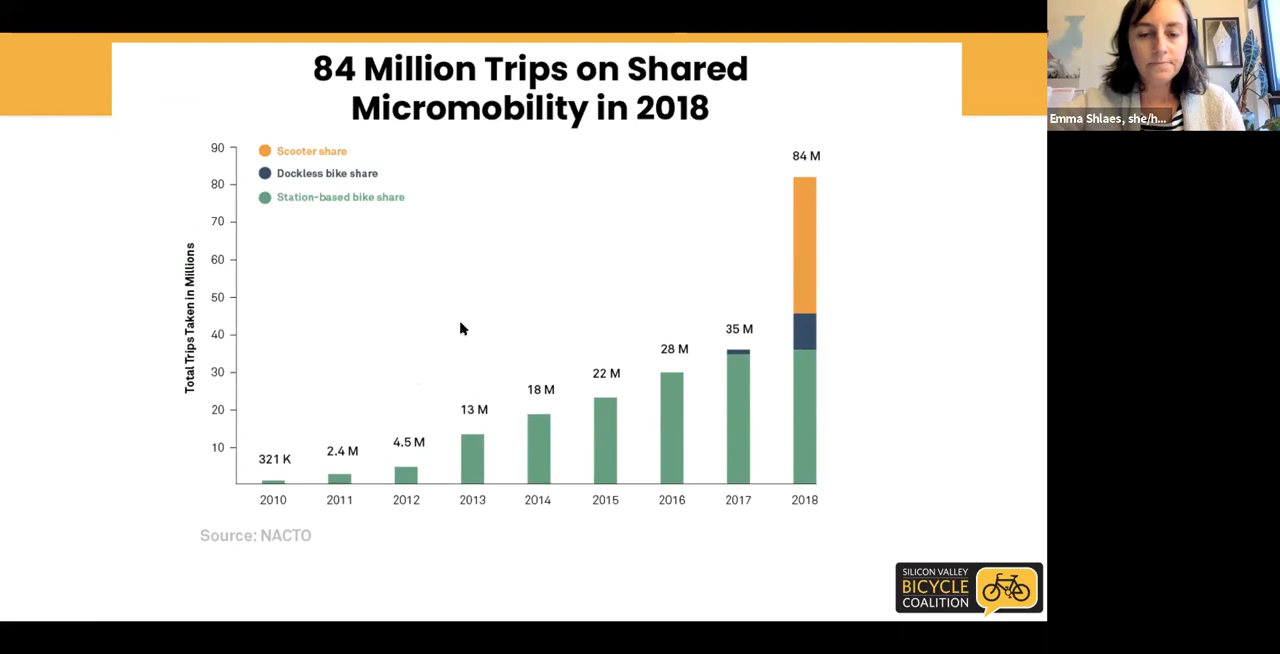 84 Million Trips on Shared
Micromobility in 2018
Emma Shlaes, she/h...
Scooter share
Dockless bike share
Station-based bike share
Total Trips Taken in Millions
90
80
70
60
50
40
30
20
10
321 K
2.4 M
4.5 M
13 M
18 M
22 M
28 M
35 M
84 M
2010 2011 2012 2013 2014 2015 2016 2017 2018
Source: NACTO
SILICON VALLEY
BICYCLE
COALITION